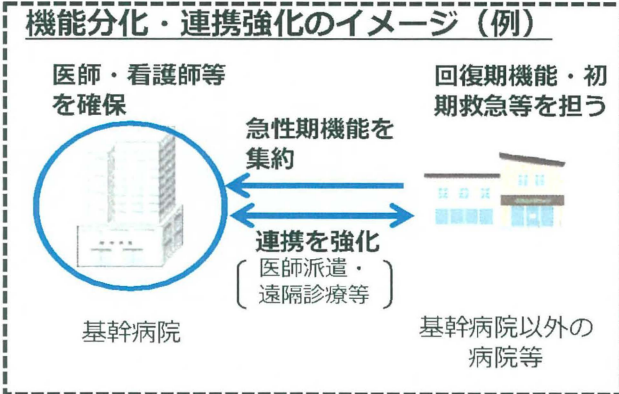 機能分化・連携強化のイメージ（例）
医師・看護師等
を確保
回復期機能・初
期救急等を担う
急性期機能を
集約
連携を強化
医師派遣・
遠隔診療等
基幹病院
基幹病院以外の
病院等